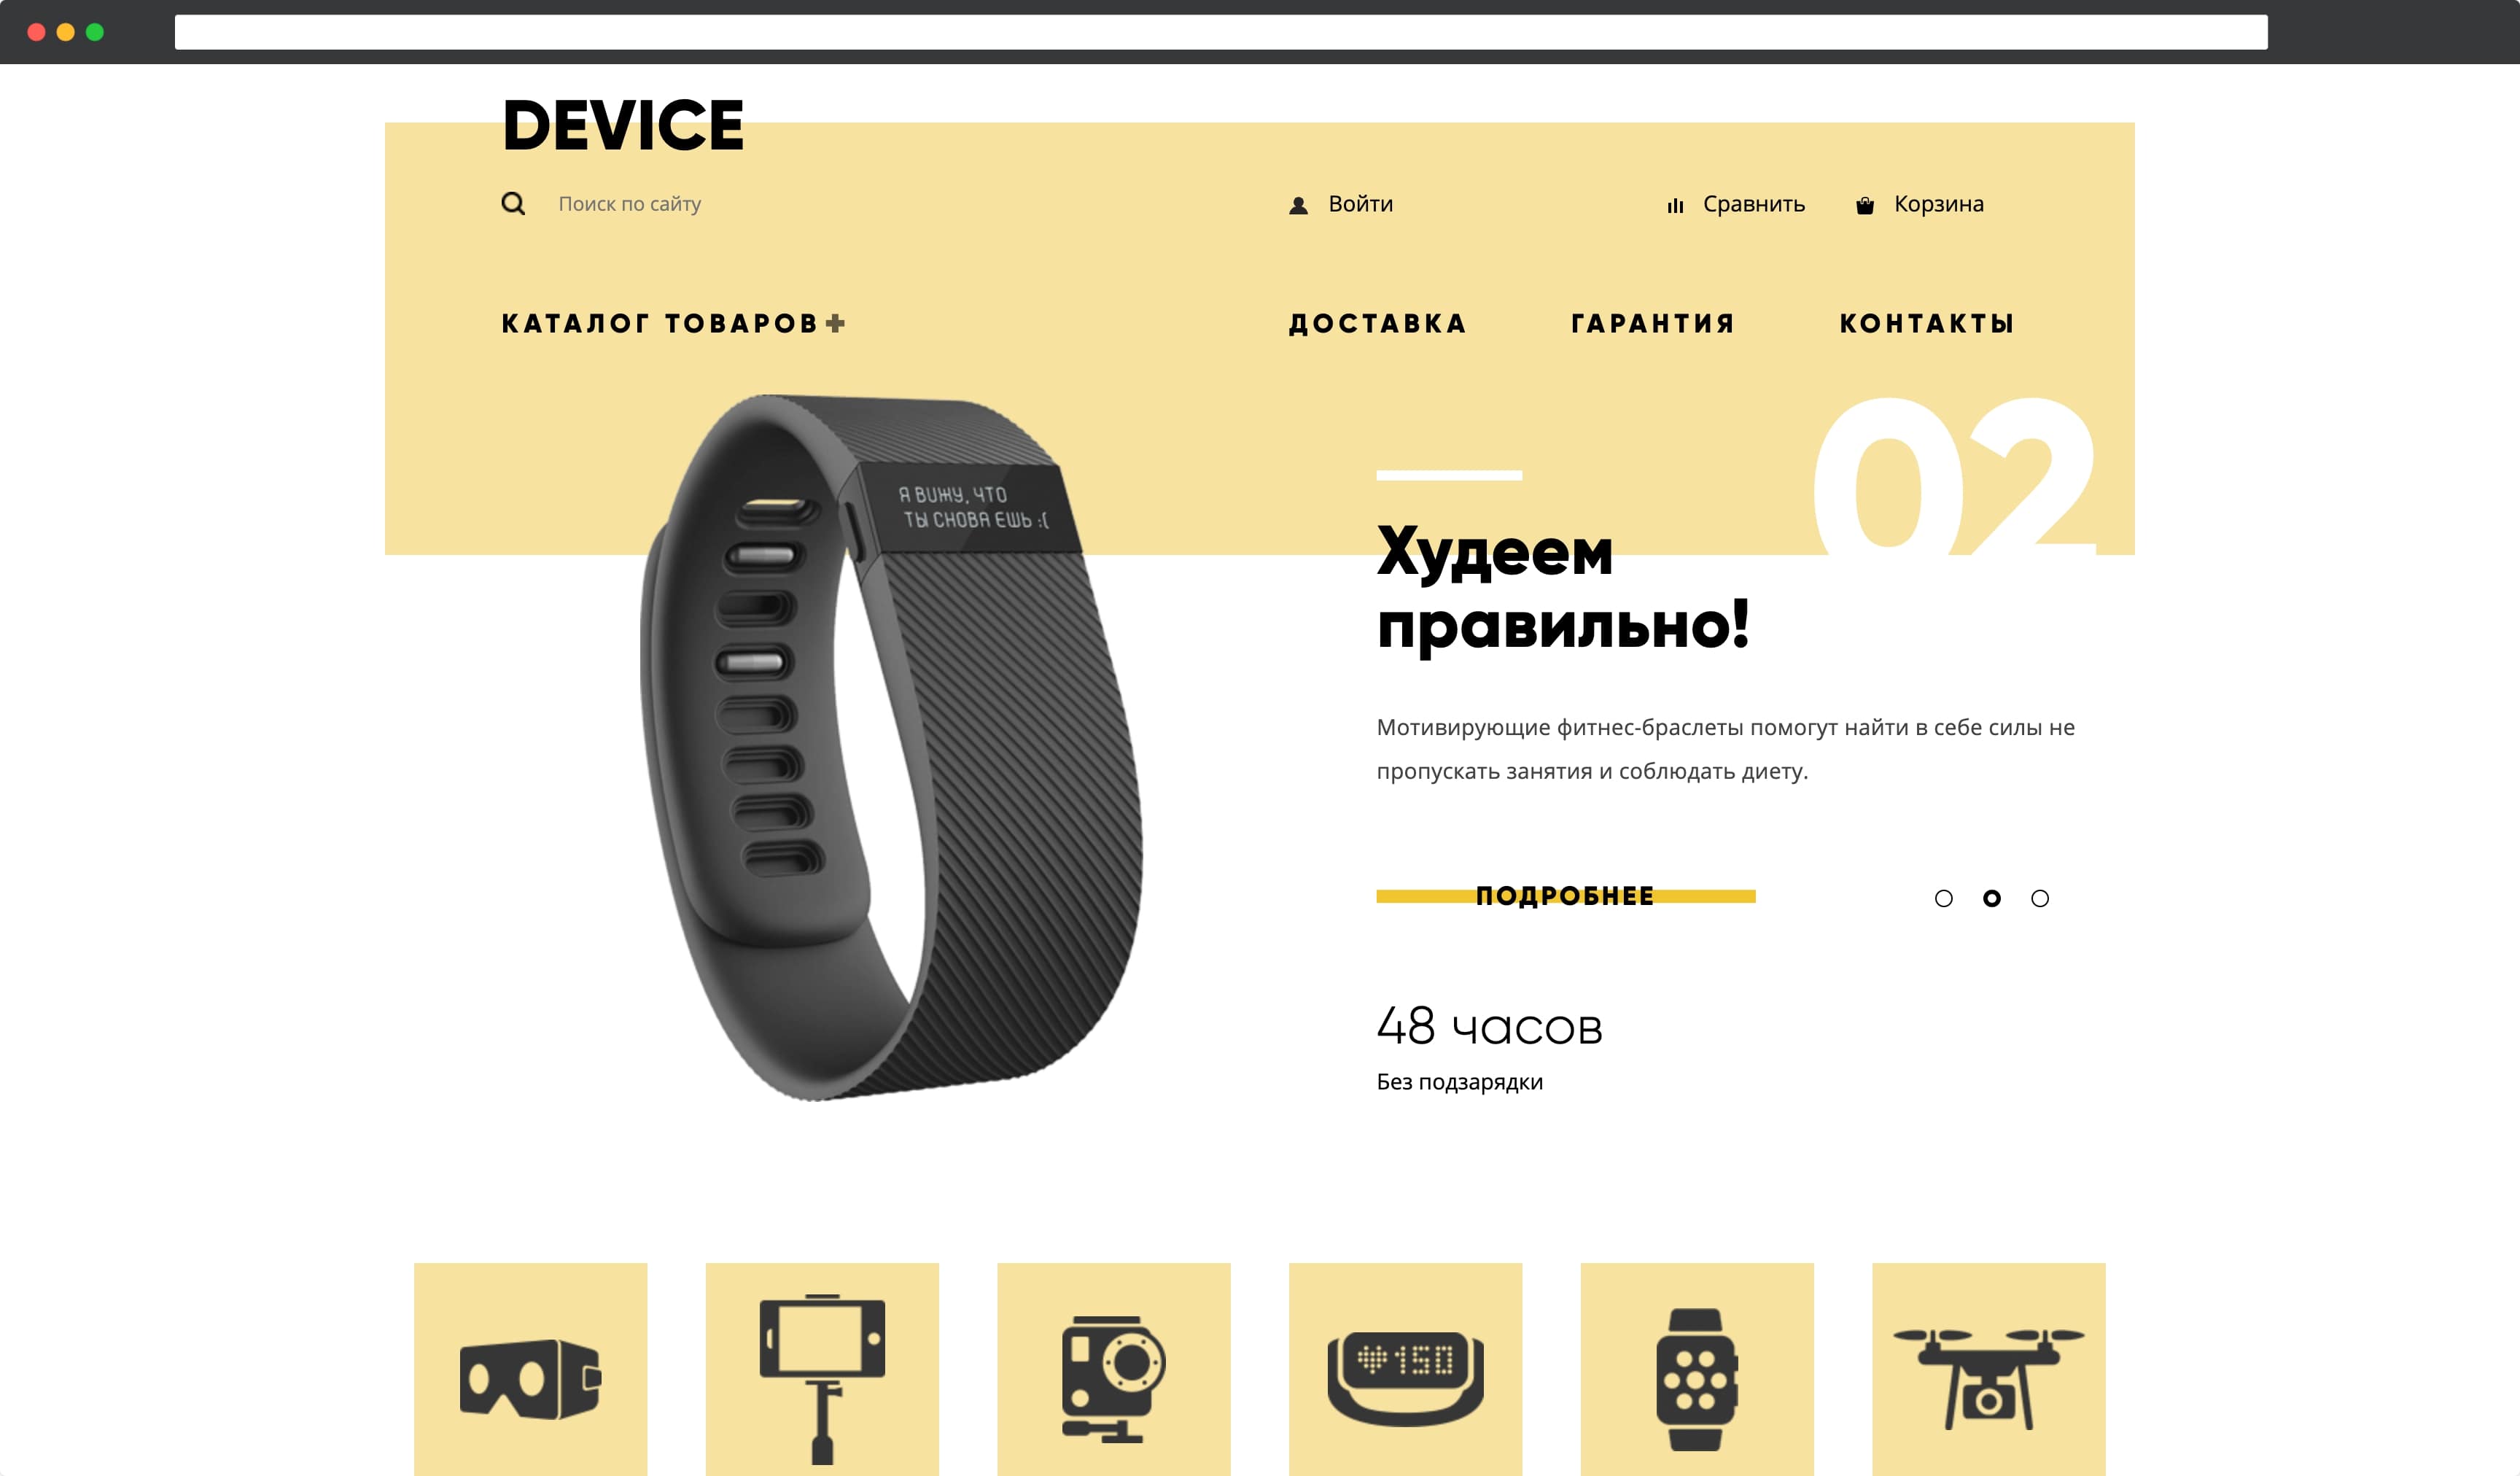 DEVICE
Поиск по сайту
Войти
Сравнить
Корзина
КАТАЛОГ ТОВАРОВ+
ДОСТАВКА
ГАРАНТИЯ
КОНТАКТЫ
02
Я ВИЖУ, ЧТО
ТЫ СНОВА ЕШЬ :(
Худеем
правильно!
Мотивирующие фитнес-браслеты помогут найти в себе силы не
пропускать занятия и соблюдать диету.
ПОДРОБНЕЕ
48 часов
Без подзарядки
150